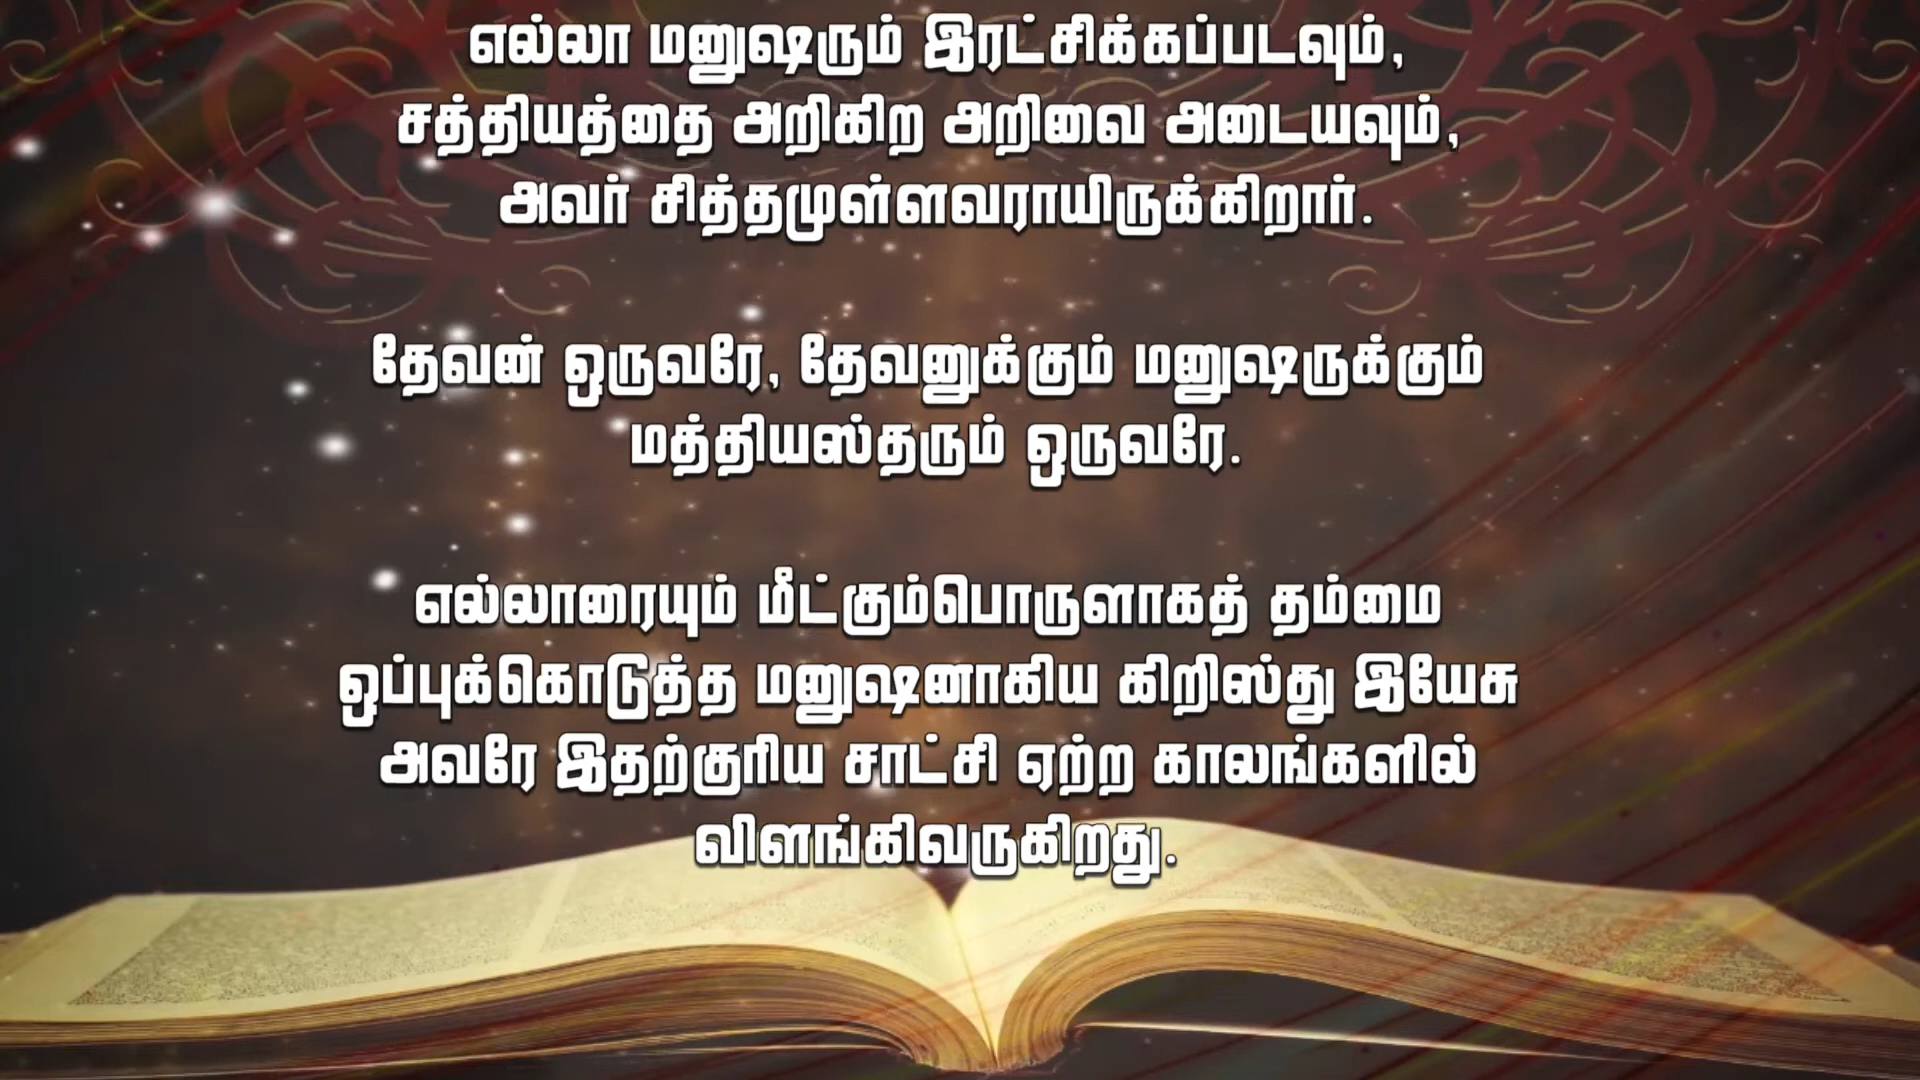 எல்லா மனுஷரும் இரட்சிக்கப்படவும்,
சத்தியத்தை அறிகிற அறிவை அடையவும்,
அவர் சித்தமுள்ளவராயிருக்கிறார்.
தேவன் ஒருவரே, தேவனுக்கும் மனுஷருக்கும்
மத்தியஸ்தரும் ஒருவரே.
எல்லாரையும் மீட்கும்பொருளாகத் தம்மை
ஒப்புக்கொடுத்த மனுஷனாகிய கிறிஸ்து இயேசு
அவரே இதற்குரிய சாட்சி ஏற்ற காலங்களில்
விளங்கிவருகிறது.